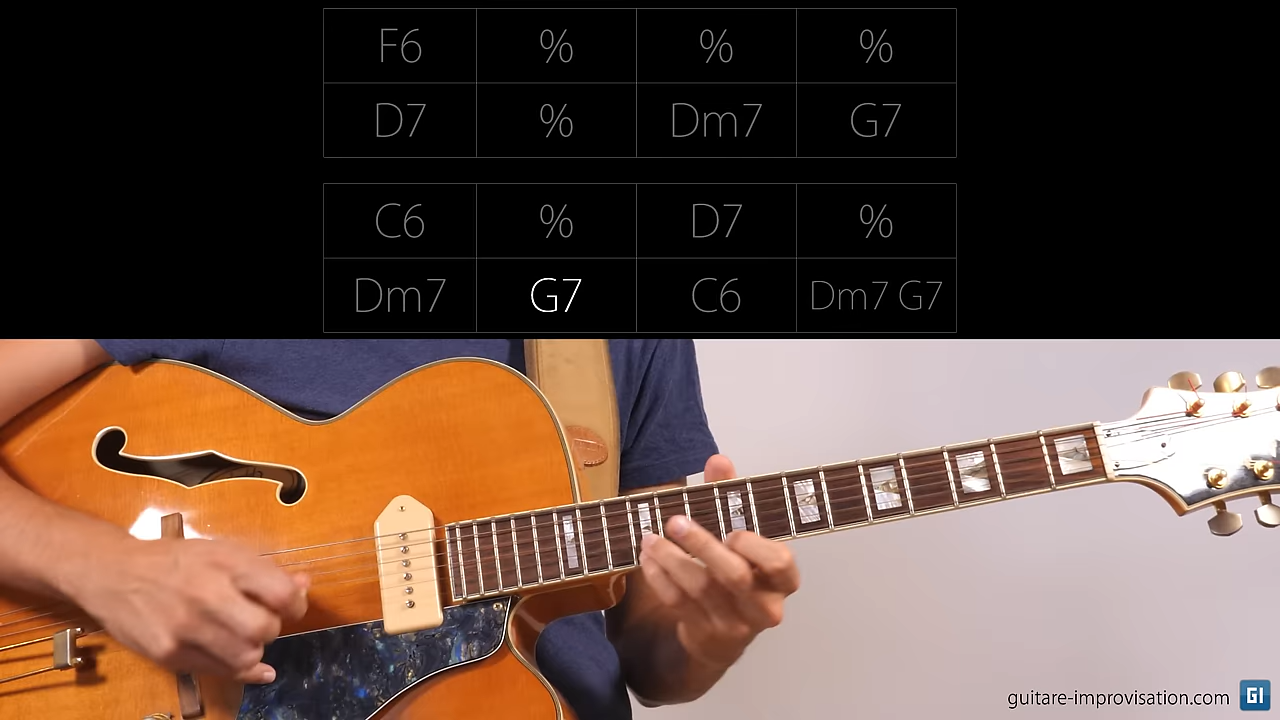 F6 % % %
D7 % Dm7 G7
C6 % D7 %
Dm7 G7 C6 Dm7 G7
guitare-improvisation.com GI